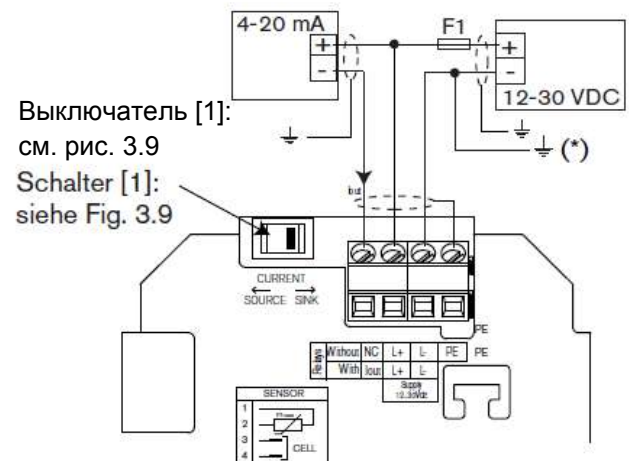 4-20 mA
+
-
F1
+
-
12-30 VDC
(*)
Выключатель [1]:
см. рис. 3.9
Schalter [1]:
siehe Fig. 3.9
Iout
CURRENT
SOURCE SINK
PE
Relays
Without NC L+ L- PE PE
With Iout L+ L-
Supply
12..30Vdc
SENSOR
1
2
3
4
CELL